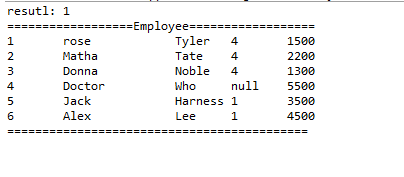 resutl: 1
==================Employee==================
1 rose Tyler 4 1500
2 Matha Tate 4 2200
3 Donna Noble 4 1300
4 Doctor Who null 5500
5 Jack Harness 1 3500
6 Alex Lee 1 4500
===========================================